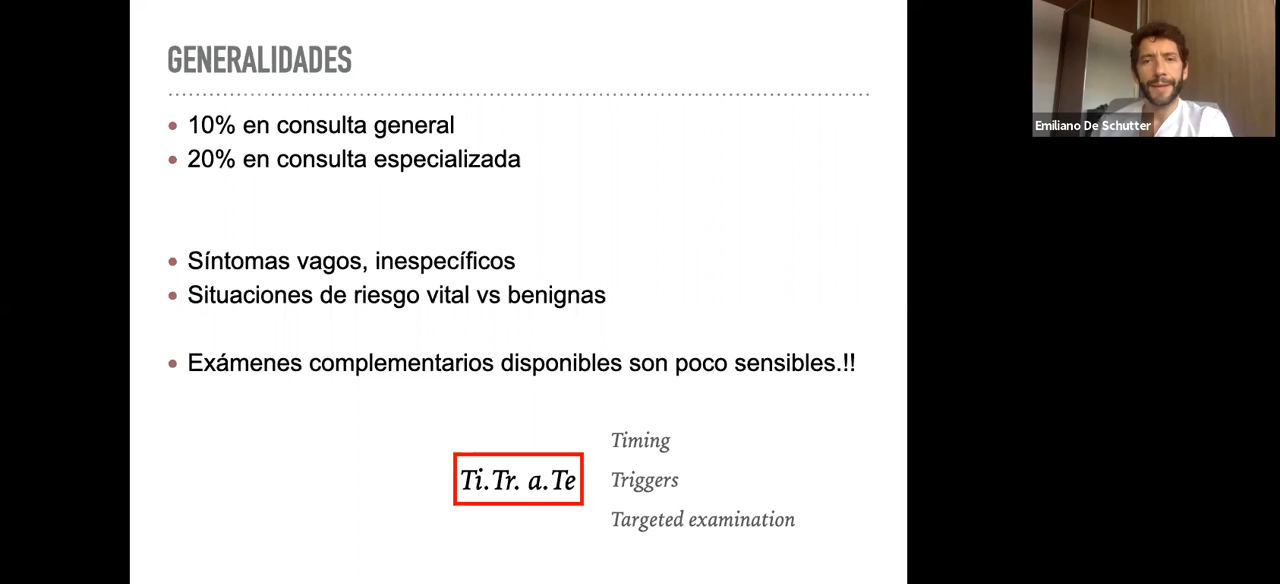 GENERALIDADES
10% en consulta general
20% en consulta especializada
Síntomas vagos, inespecíficos
Situaciones de riesgo vital vs benignas
Exámenes complementarios disponibles son poco sensibles.!!
Timing
Ti.Tr. a.Te
Triggers
Targeted examination
Emiliano De Schutter